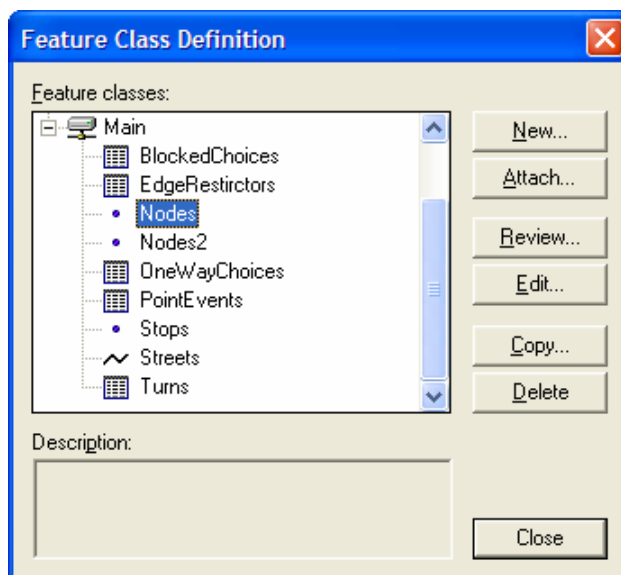 Feature Class Definition
Feature classes:
Main
BlockedChoices
EdgeRestirctors
Nodes
Nodes2
OneWayChoices
PointEvents
Stops
Streets
Turns
New...
Attach...
Review...
Edit...
Copy...
Delete
Description:
Close